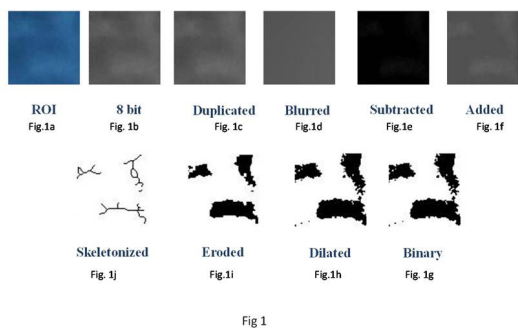 ROI 8 bit Duplicated Blurred Subtracted Added
Fig.1a Fig. 1b Fig. 1c Fig.1d Fig.1e Fig. 1f
Skeletonized Eroded Dilated Binary
Fig. 1j Fig.1i Fig.1h Fig. 1g
Fig 1